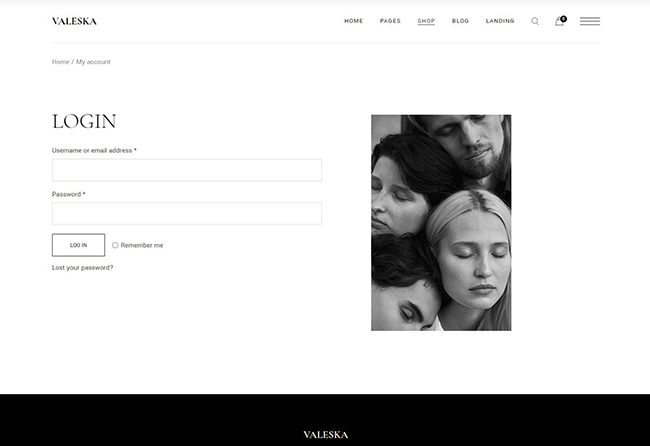 VALESKA
HOME PAGES SHOP BLOG LANDING 0
Home / My account
LOGIN
Username or email address *
Password *
LOG IN Remember me
Lost your password?
VALESKA